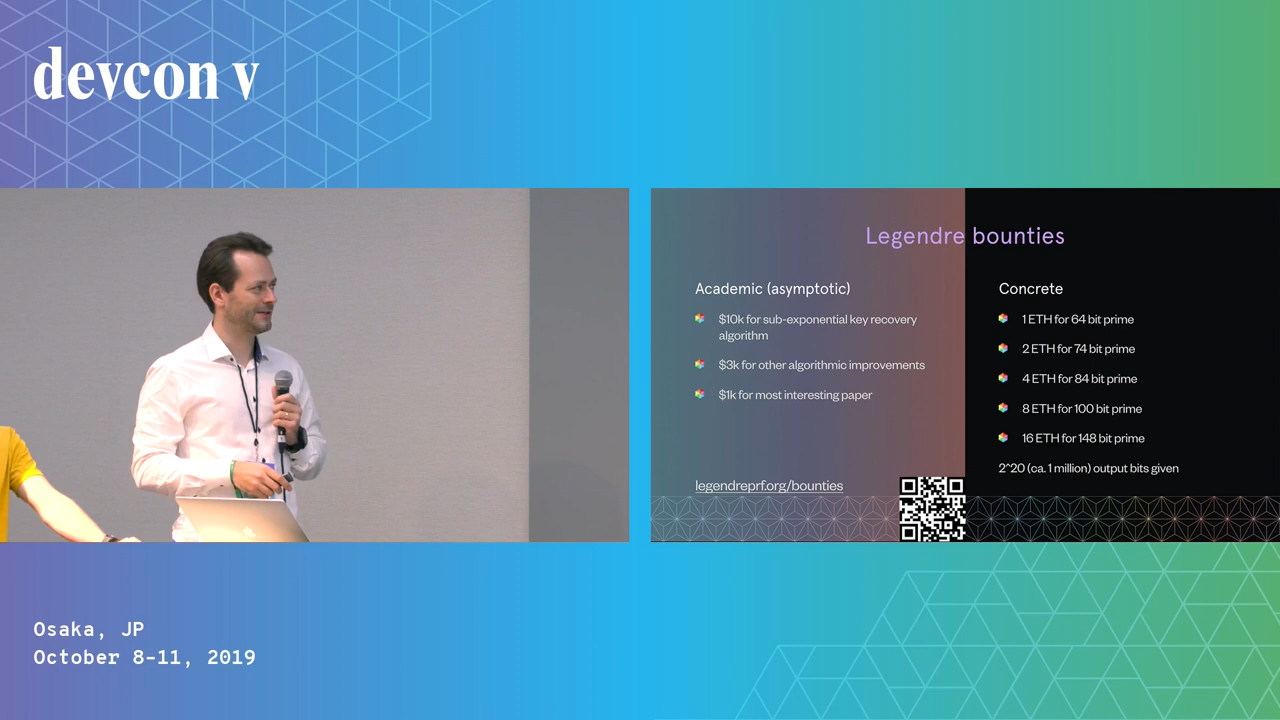 devcon v
Legendre bounties
Academic (asymptotic)
$10k for sub-exponential key recovery
algorithm
$3k for other algorithmic improvements
$1k for most interesting paper
legendreprf.org/bounties
Concrete
1 ETH for 64 bit prime
2 ETH for 74 bit prime
4 ETH for 84 bit prime
8 ETH for 100 bit prime
16 ETH for 148 bit prime
2^20 (ca. 1 million) output bits given
Osaka, JP
October 8-11, 2019